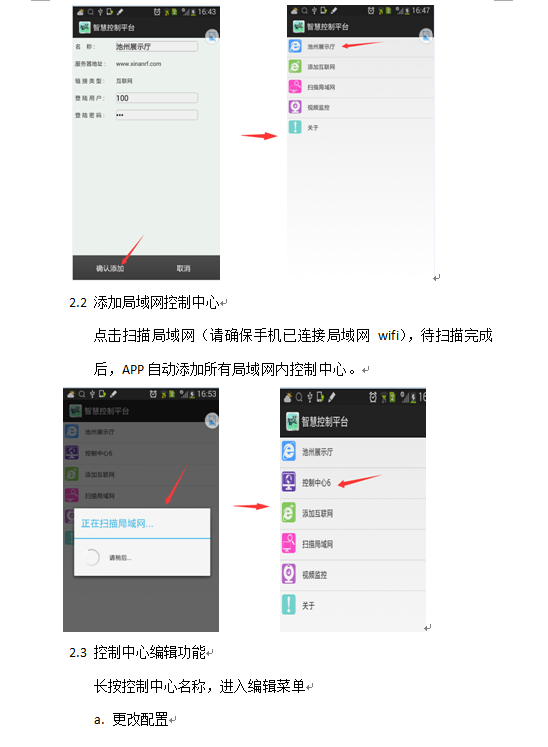 16:43
智慧控制平台
名 称： 池州展示厅
服务器地址： www.xinanrf.com
链接类型： 互联网
登陆用户： 100
登陆密码： •••
确认添加 取消
16:47
智慧控制平台
池州展示厅
添加互联网
扫描局域网
视频监控
关于
2.2 添加局域网控制中心
点击扫描局域网（请确保手机已连接局域网 wifi），待扫描完成
后，APP自动添加所有局域网内控制中心。
16:53
智慧控制平台
池州展示厅
控制中心6
添加互联网
扫描局域网
正在扫描局域网...
请稍后...
16
智慧控制平台
池州展示厅
控制中心6
添加互联网
扫描局域网
视频监控
关于
2.3 控制中心编辑功能
长按控制中心名称，进入编辑菜单
a. 更改配置